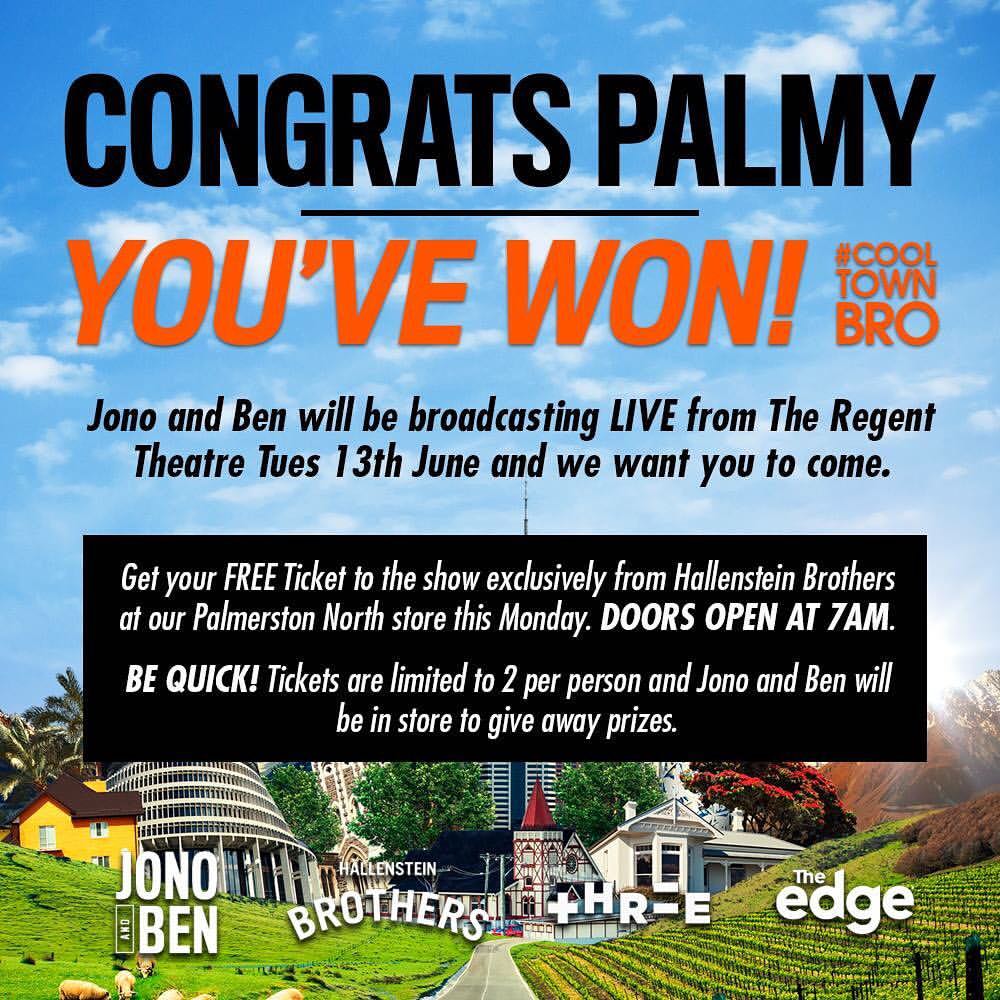 CONGRATS PALMY
YOU'VE WON!
#COOL
TOWN
BRO
Jono and Ben will be broadcasting LIVE from The Regent
Theatre Tues 13th June and we want you to come.
Get your FREE Ticket to the show exclusively from Hallenstein Brothers
at our Palmerston North store this Monday. DOORS OPEN AT 7AM.
BE QUICK! Tickets are limited to 2 per person and Jono and Ben will
be in store to give away prizes.
JONO
AND
BEN
HALLENSTEIN
BROTHERS
+HR=E
The
edge